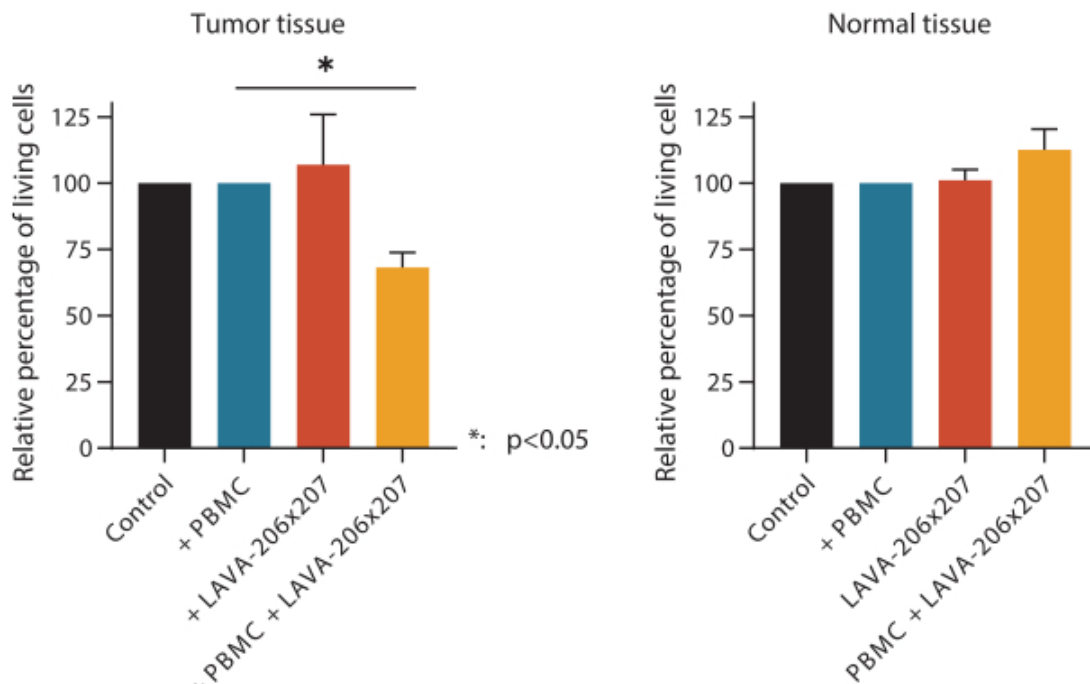 Tumor tissue
*
Relative percentage of living cells
125
100
75
50
25
0
Control
+ PBMC
+ LAVA-206x207
PBMC + LAVA-206x207
*: p<0.05
Normal tissue
Relative percentage of living cells
125
100
75
50
25
0
Control
+ PBMC
LAVA-206x207
PBMC + LAVA-206x207